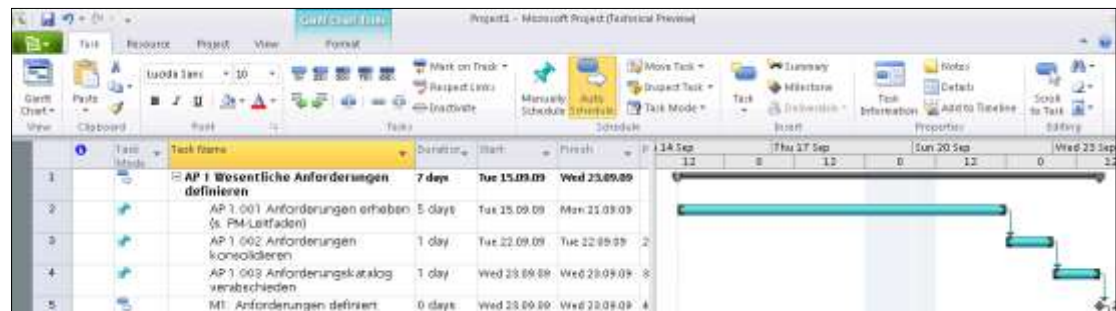 Gantt Chart Tools Project1 - Microsoft Project (Technical Preview)
Task Resource Project View Format
Gantt Chart
View
Paste
Clipboard
Lucida Sans 10
B I U
Font
Mark on Track
Respect Links
Inactivate
Tasks
Manually Schedule
Auto Schedule
Move Task
Inspect Task
Task Mode
Schedule
Task
Summary
Milestone
Deliverable
Insert
Task Information
Notes
Details
Add to Timeline
Properties
Scroll to Task
Editing
Task Mode Task Name Duration Start Finish 14 Sep Thu 17 Sep Sun 20 Sep Wed 23 Sep
12 0 12 0 12 0 12
1 AP 1 Wesentliche Anforderungen definieren 7 days Tue 15.09.09 Wed 23.09.09
2 AP 1.001 Anforderungen erheben (s. PM-Leitfaden) 5 days Tue 15.09.09 Mon 21.09.09
3 AP 1.002 Anforderungen konsolidieren 1 day Tue 22.09.09 Tue 22.09.09 2
4 AP 1.003 Anforderungskatalog verabschieden 1 day Wed 23.09.09 Wed 23.09.09 3
5 M1: Anforderungen definiert 0 days Wed 23.09.09 Wed 23.09.09 4